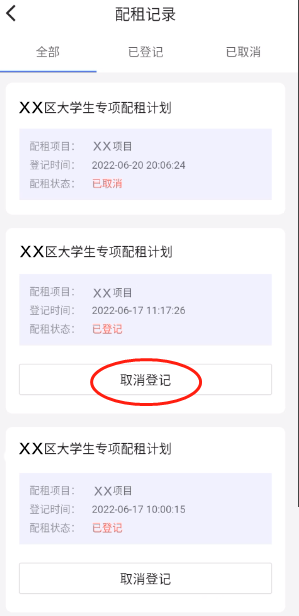 配租记录
全部 已登记 已取消
XX区大学生专项配租计划
配租项目： XX项目
登记时间： 2022-06-20 20:06:24
配租状态： 已取消
XX区大学生专项配租计划
配租项目： XX项目
登记时间： 2022-06-17 11:17:26
配租状态： 已登记
取消登记
XX区大学生专项配租计划
配租项目： XX项目
登记时间： 2022-06-17 10:00:15
配租状态： 已登记
取消登记